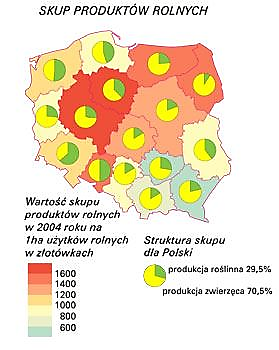 SKUP PRODUKTÓW ROLNYCH
Wartość skupu
produktów rolnych
w 2004 roku na
1ha użytków rolnych
w złotówkach
1600
1400
1200
1000
800
600
Struktura skupu
dla Polski
produkcja roślinna 29,5%
produkcja zwierzęca 70,5%